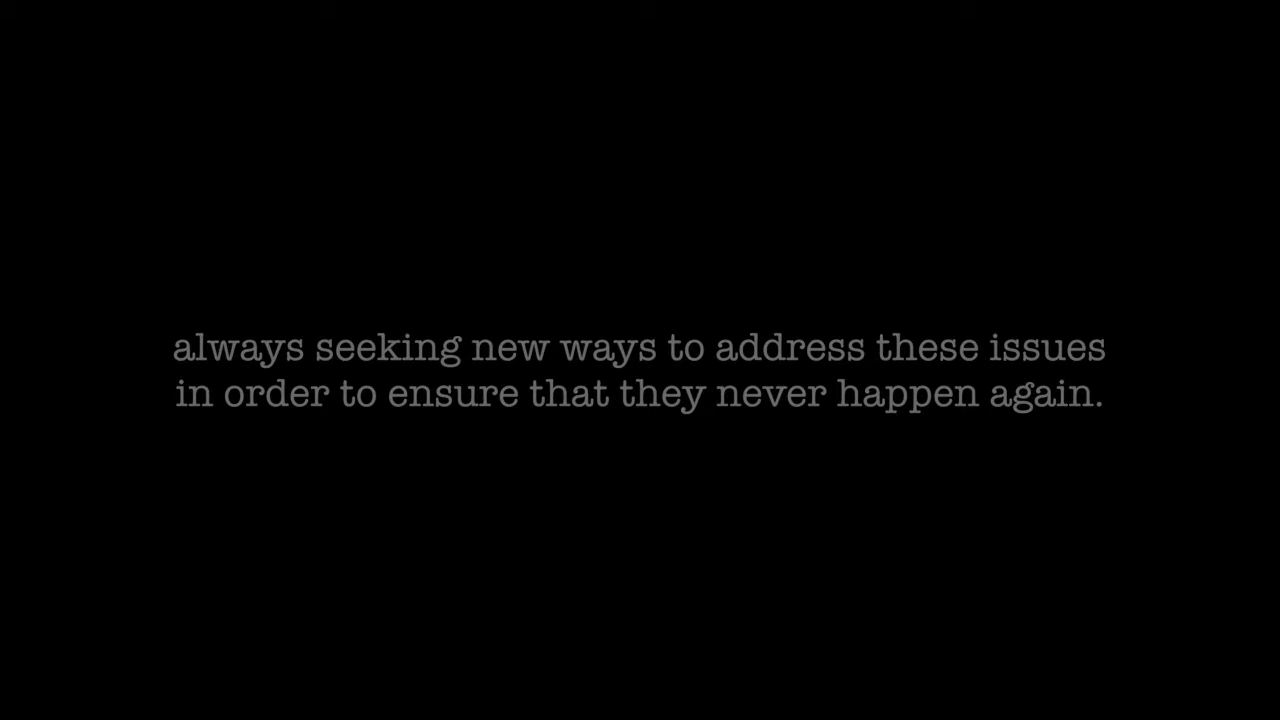 always seeking new ways to address these issues
in order to ensure that they never happen again.